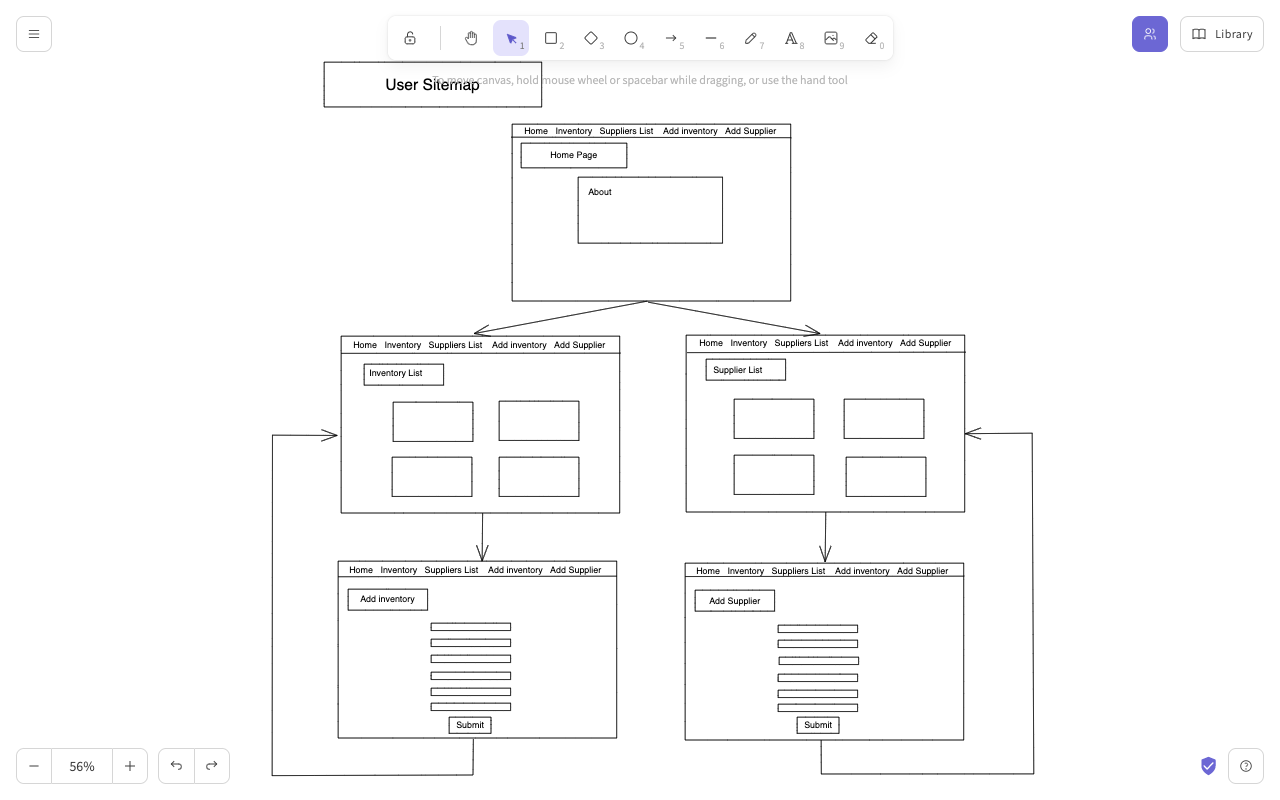 1 2 3 4 5 6 7 8 9 0
Library
To move canvas, hold mouse wheel or spacebar while dragging, or use the hand tool
User Sitemap
Home Inventory Suppliers List Add inventory Add Supplier
Home Page
About
Home Inventory Suppliers List Add inventory Add Supplier
Inventory List
Home Inventory Suppliers List Add inventory Add Supplier
Supplier List
Home Inventory Suppliers List Add inventory Add Supplier
Add inventory
Submit
Home Inventory Suppliers List Add inventory Add Supplier
Add Supplier
Submit
56%